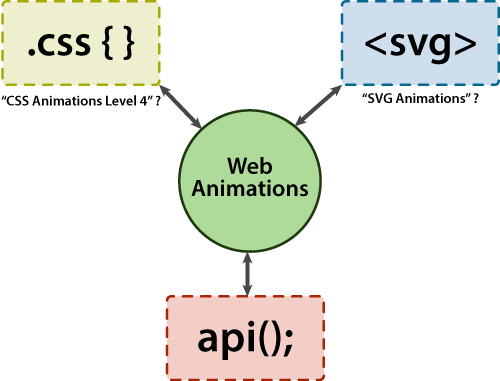 .css { }
<svg>
“CSS Animations Level 4” ?
“SVG Animations” ?
Web
Animations
api();